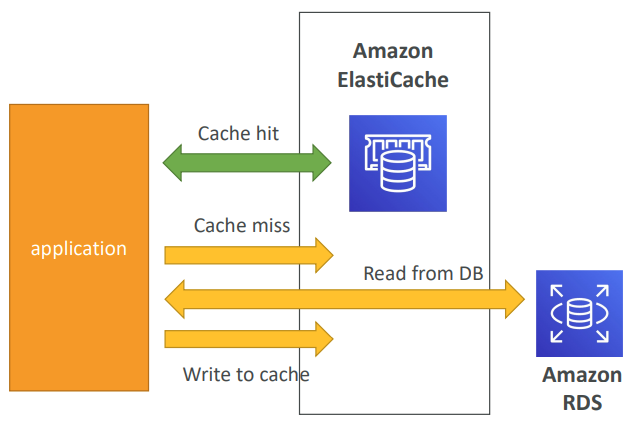 Amazon
ElastiCache
Cache hit
application
Cache miss
Read from DB
Write to cache
Amazon
RDS